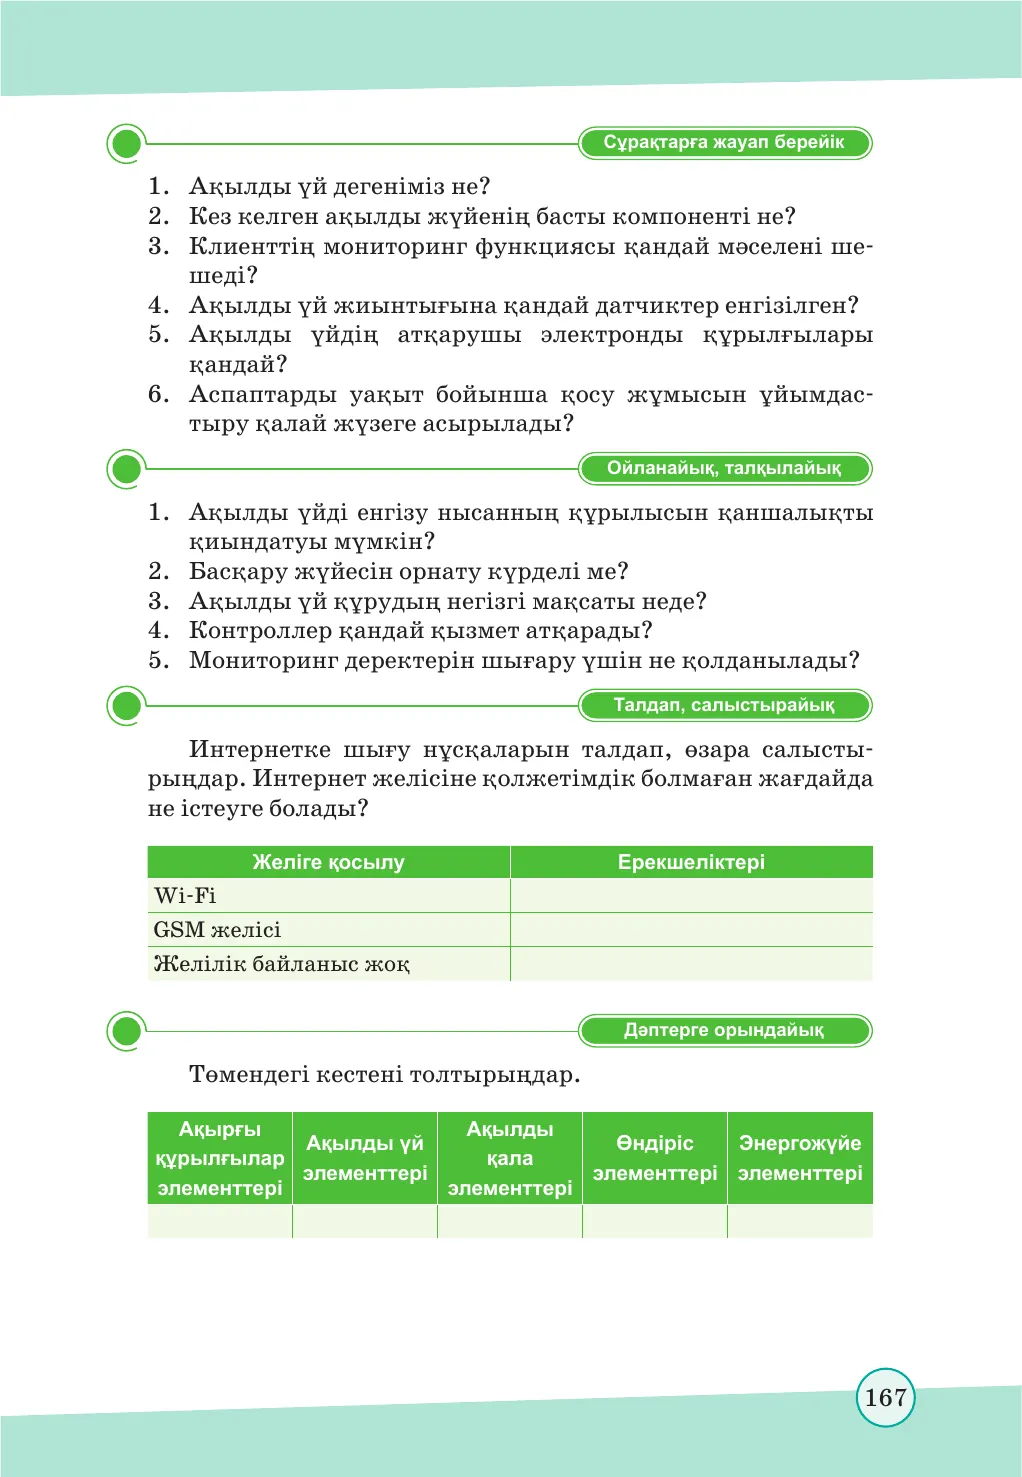 Сұрақтарға жауап берейік
1. Ақылды үй дегеніміз не?
2. Кез келген ақылды жүйенің басты компоненті не?
3. Клиенттің мониторинг функциясы қандай мәселені ше-
шеді?
4. Ақылды үй жиынтығына қандай датчиктер енгізілген?
5. Ақылды үйдің атқарушы электронды құрылғылары
қандай?
6. Аспаптарды уақыт бойынша қосу жұмысын ұйымдас-
тыру қалай жүзеге асырылады?
Ойланайық, талқылайық
1. Ақылды үйді енгізу нысанның құрылысын қаншалықты
қиындатуы мүмкін?
2. Басқару жүйесін орнату күрделі ме?
3. Ақылды үй құрудың негізгі мақсаты неде?
4. Контроллер қандай қызмет атқарады?
5. Мониторинг деректерін шығару үшін не қолданылады?
Талдап, салыстырайық
Интернетке шығу нұсқаларын талдап, өзара салысты-
рыңдар. Интернет желісіне қолжетімдік болмаған жағдайда
не істеуге болады?
Желіге қосылу Ерекшеліктері
Wi-Fi
GSM желісі
Желілік байланыс жоқ
Дәптерге орындайық
Төмендегі кестені толтырыңдар.
Ақырғы
құрылғылар
элементтері
Ақылды үй
элементтері
Ақылды
қала
элементтері
Өндіріс
элементтері
Энергожүйе
элементтері
167